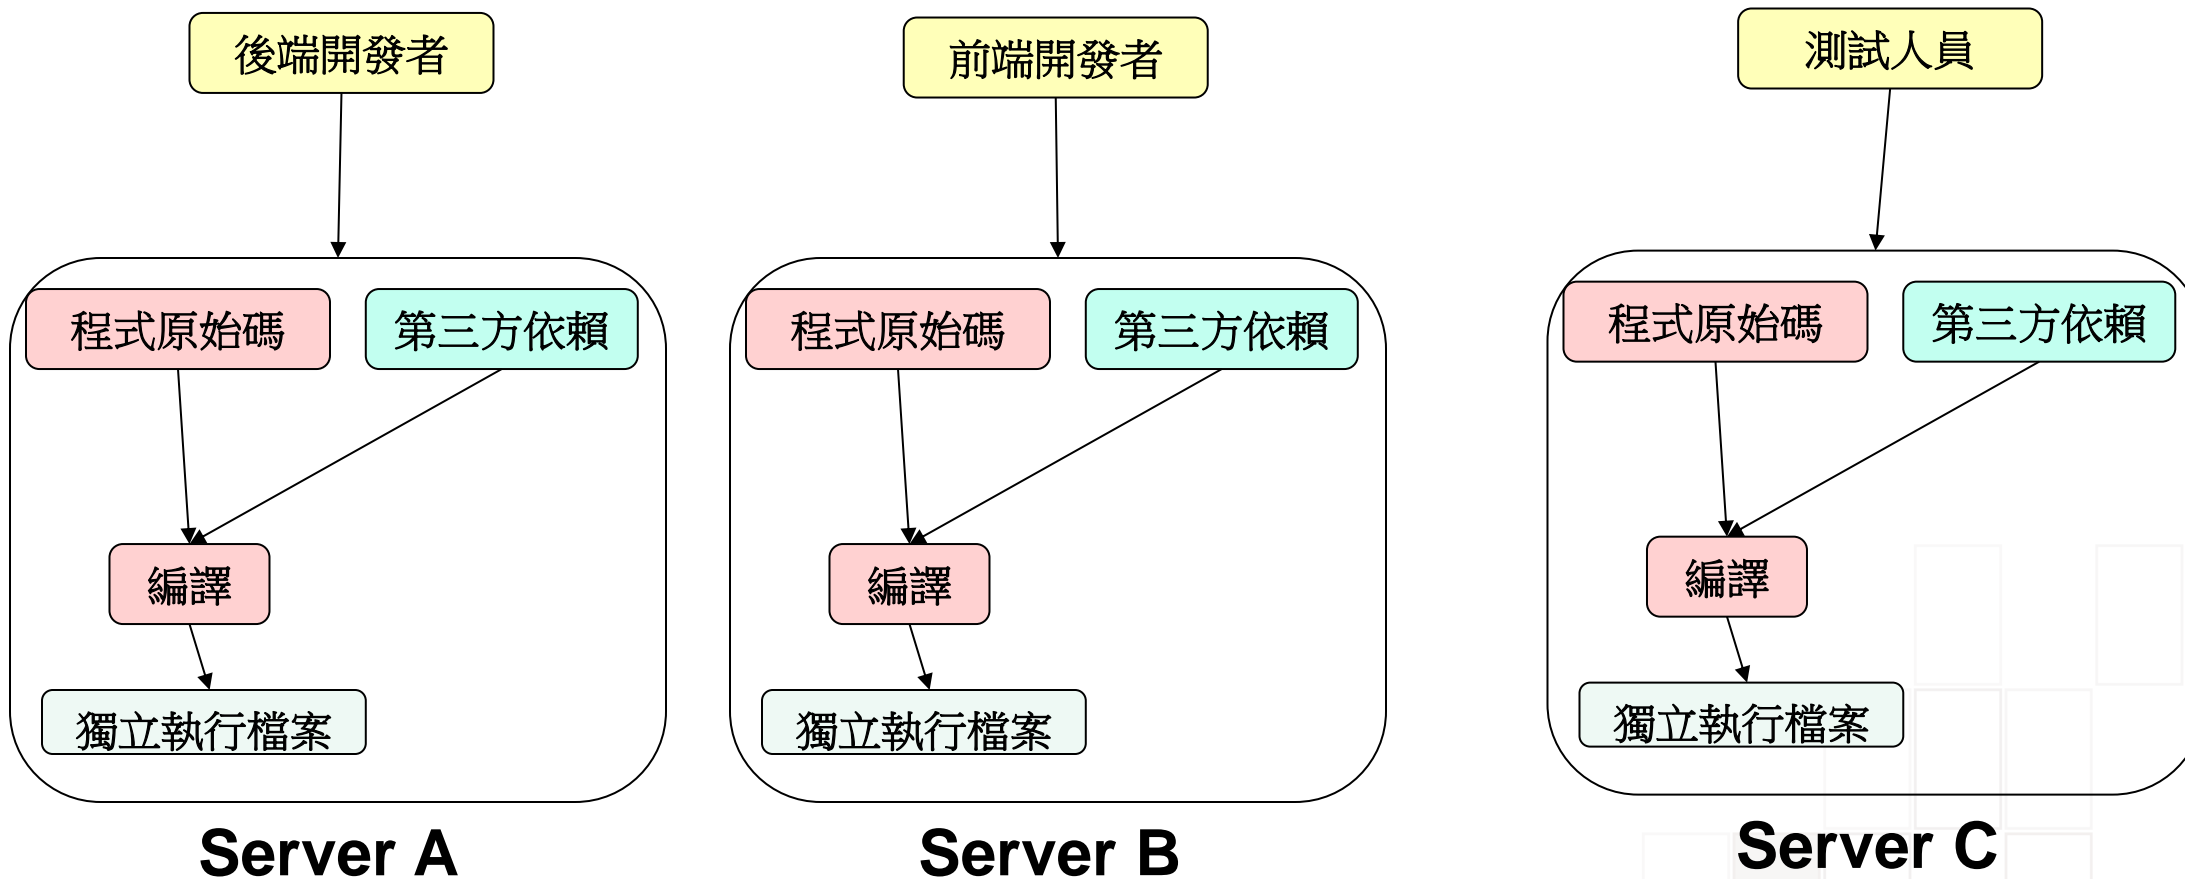 後端開發者
前端開發者
測試人員
程式原始碼
第三方依賴
程式原始碼
第三方依賴
程式原始碼
第三方依賴
編譯
編譯
編譯
獨立執行檔案
獨立執行檔案
獨立執行檔案
Server A
Server B
Server C